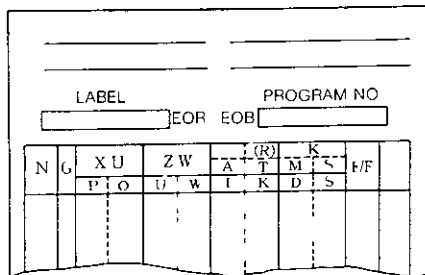 LABEL PROGRAM NO
EOR EOB
N G X U Z W (R) K F/F
A T M S
P Q U W I K D S